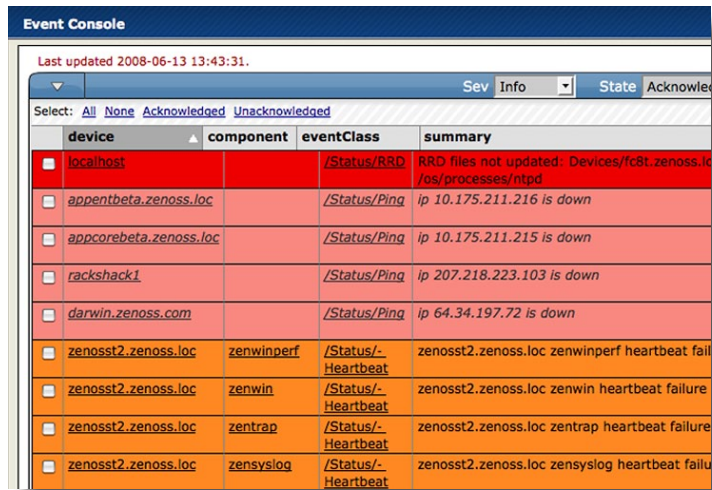 Event Console
Last updated 2008-06-13 13:43:31.
Sev Info State
Select: All None Acknowledged Unacknowledged
device component eventClass summary
localhost /Status/RRD RRD files not updated: Devices/fc8t.zenoss.lo
/os/processes/ntpd
appentbeta.zenoss.loc /Status/Ping ip 10.175.211.216 is down
appcorebeta.zenoss.loc /Status/Ping ip 10.175.211.215 is down
rackshack1 /Status/Ping ip 207.218.223.103 is down
darwin.zenoss.com /Status/Ping ip 64.34.197.72 is down
zenosst2.zenoss.loc zenwinperf /Status/- zenosst2.zenoss.loc zenwinperf heartbeat fail
Heartbeat
zenosst2.zenoss.loc zenwin /Status/- zenosst2.zenoss.loc zenwin heartbeat failure
Heartbeat
zenosst2.zenoss.loc zentrap /Status/- zenosst2.zenoss.loc zentrap heartbeat failure
Heartbeat
zenosst2.zenoss.loc zensyslog /Status/- zenosst2.zenoss.loc zensyslog heartbeat failu
Heartbeat